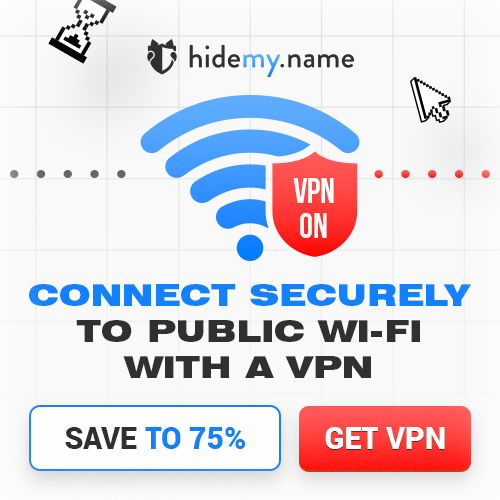 hidemy.name
VPN
ON
CONNECT SECURELY
TO PUBLIC WI-FI
WITH A VPN
SAVE TO 75%
GET VPN